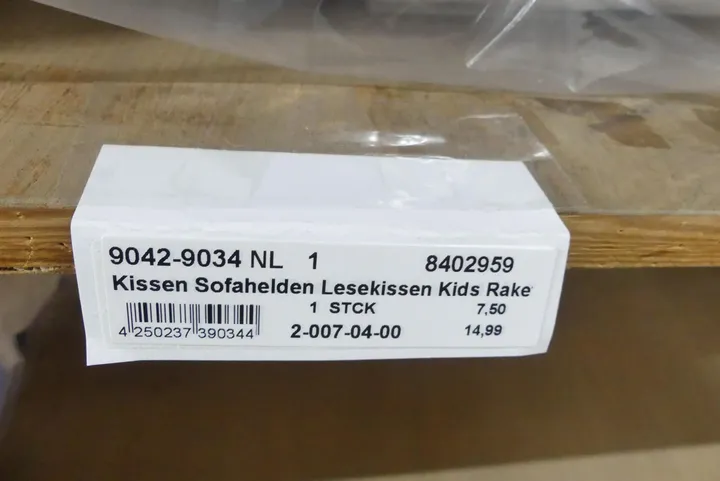 9042-9034 NL 1 8402959
Kissen Sofahelden Lesekissen Kids Rake
1 STCK 7,50
4 250237 390344 2-007-04-00 14,99